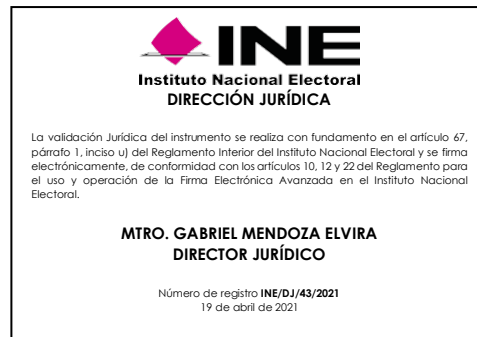 INE
Instituto Nacional Electoral
DIRECCIÓN JURÍDICA
La validación Jurídica del instrumento se realiza con fundamento en el artículo 67,
párrafo 1, inciso u) del Reglamento Interior del Instituto Nacional Electoral y se firma
electrónicamente, de conformidad con los artículos 10, 12 y 22 del Reglamento para
el uso y operación de la Firma Electrónica Avanzada en el Instituto Nacional
Electoral.
MTRO. GABRIEL MENDOZA ELVIRA
DIRECTOR JURÍDICO
Número de registro INE/DJ/43/2021
19 de abril de 2021